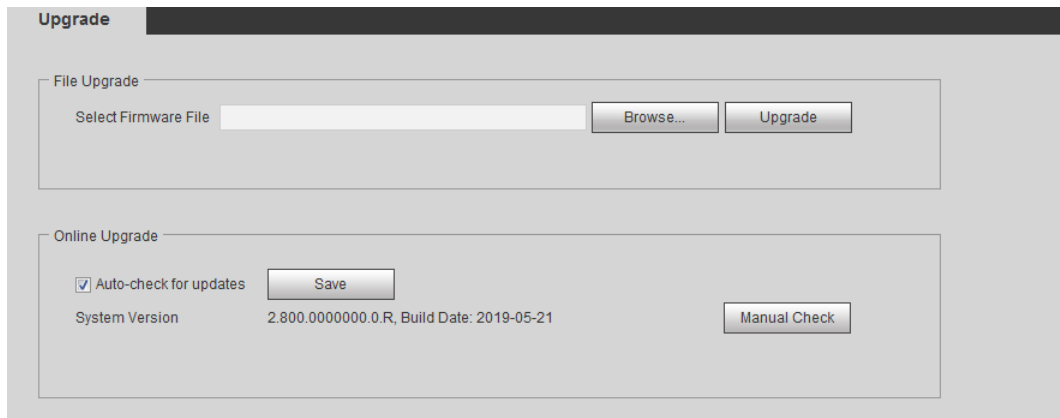 Upgrade
File Upgrade
Select Firmware File Browse... Upgrade
Online Upgrade
Auto-check for updates Save
System Version 2.800.0000000.0.R, Build Date: 2019-05-21 Manual Check